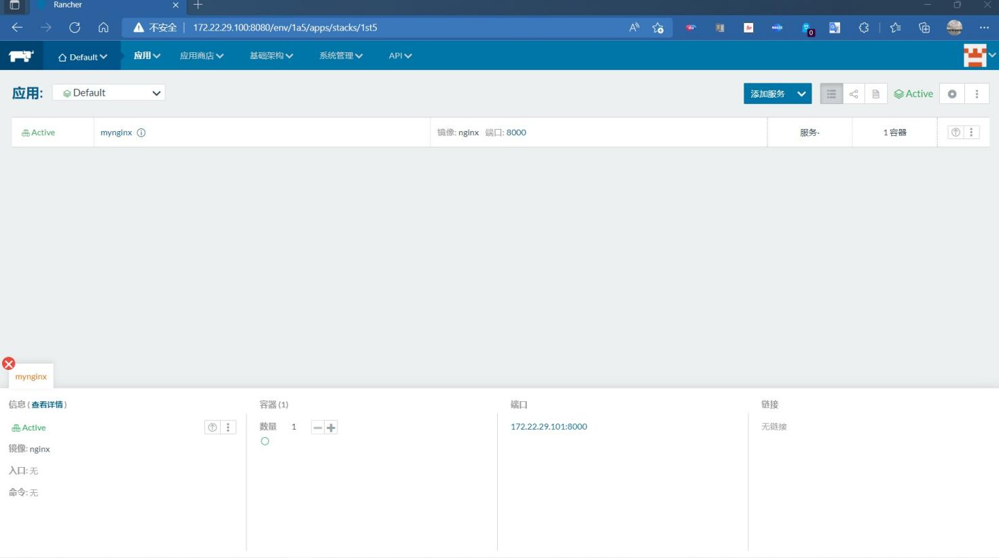 Rancher
不安全 172.22.29.100:8080/env/1a5/apps/stacks/1st5
0
Default 应用 应用商店 基础架构 系统管理 API
应用: Default 添加服务 Active
Active mynginx 镜像: nginx 端口: 8000 服务- 1 容器
mynginx
信息 ( 查看详情 ) 容器 (1) 端口 链接
Active 数量 1 172.22.29.101:8000 无链接
镜像: nginx
入口: 无
命令: 无